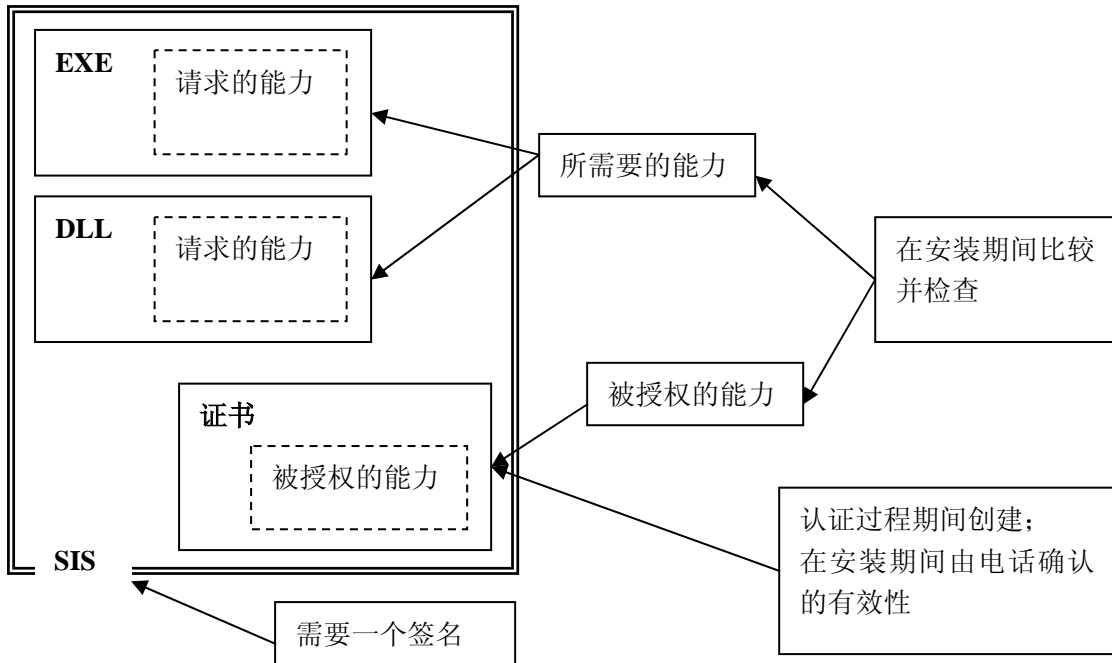 EXE
请求的能力
DLL
请求的能力
所需要的能力
在安装期间比较
并检查
被授权的能力
证书
被授权的能力
认证过程期间创建；
在安装期间由电话确认
的有效性
SIS
需要一个签名